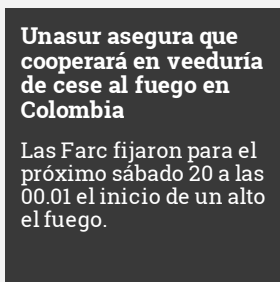 Unasur asegura que
cooperará en veeduría
de cese al fuego en
Colombia
Las Farc fijaron para el
próximo sábado 20 a las
00.01 el inicio de un alto
el fuego.